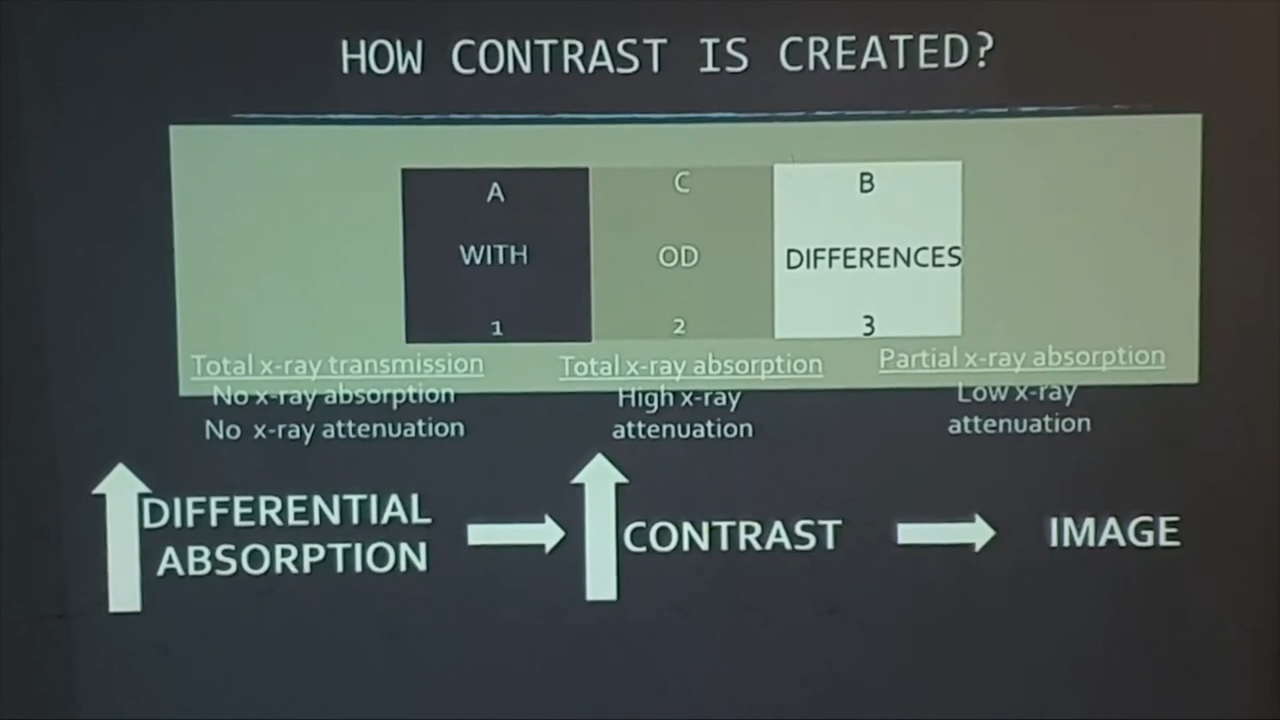 HOW CONTRAST IS CREATED?
A
C
B
WITH
OD
DIFFERENCES
1
2
3
Total x-ray transmission
No x-ray absorption
No x-ray attenuation
Total x-ray absorption
High x-ray
attenuation
Partial x-ray absorption
Low x-ray
attenuation
DIFFERENTIAL
ABSORPTION
CONTRAST
IMAGE